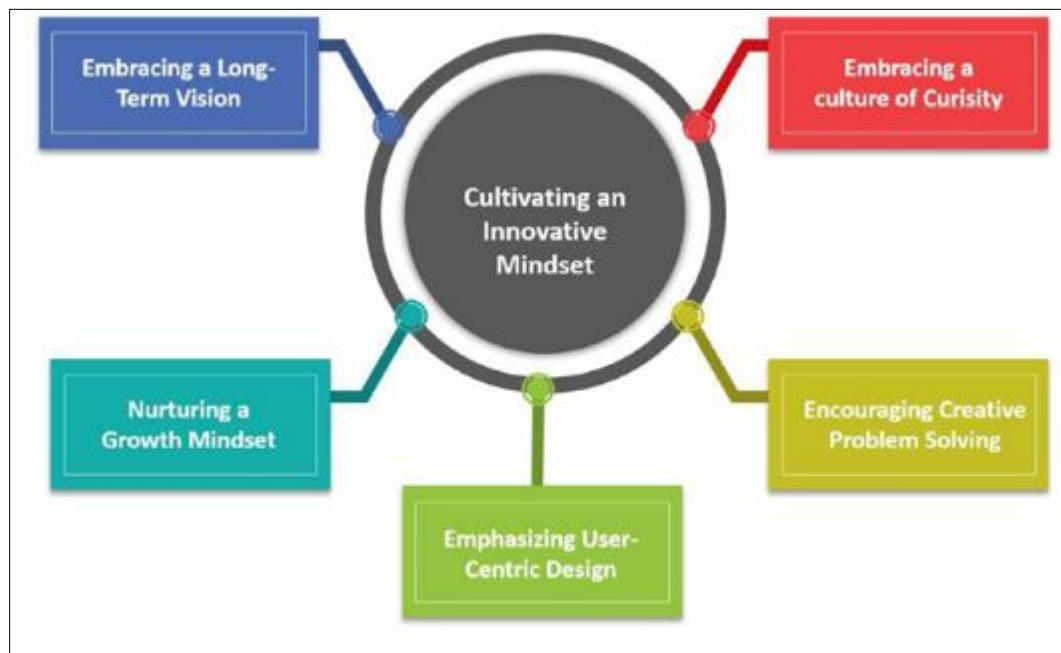 Embracing a Long-
Term Vision
Embracing a
culture of Curisity
Cultivating an
Innovative
Mindset
Nurturing a
Growth Mindset
Encouraging Creative
Problem Solving
Emphasizing User-
Centric Design